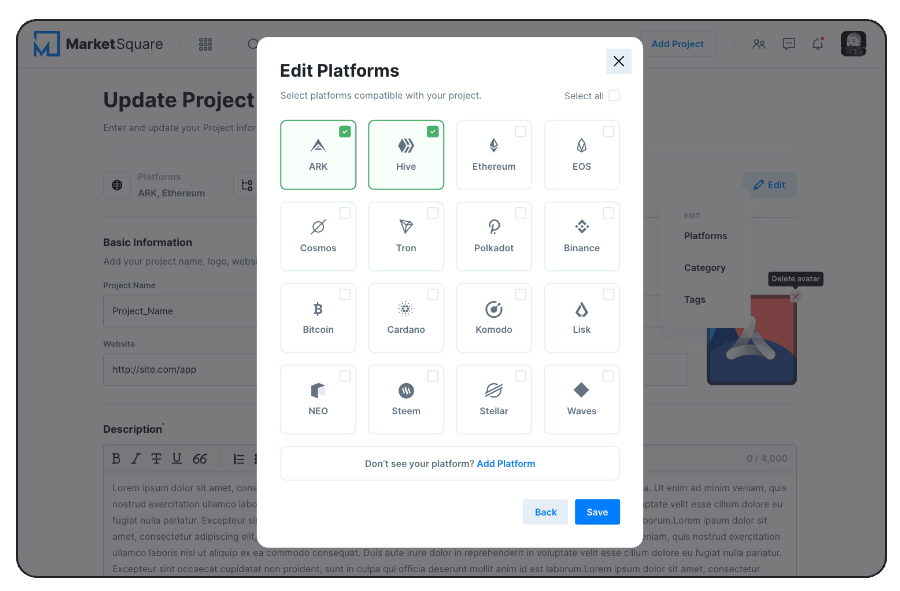 MarketSquare
Add Project
Update Project
Enter and update your Project infor
Platforms
ARK, Ethereum
Edit
EDIT
Platforms
Category
Tags
Delete avatar
Basic Information
Add your project name, logo, websi
Project Name
Project_Name
Website
http://site.com/app
Edit Platforms
Select platforms compatible with your project.
Select all
ARK
Hive
Ethereum
EOS
Cosmos
Tron
Polkadot
Binance
Bitcoin
Cardano
Komodo
Lisk
NEO
Steem
Stellar
Waves
Don't see your platform? Add Platform
Back
Save
Description*
B I T U 66
0 / 4,000
Lorem ipsum dolor sit amet, cons a. Ut enim ad minim veniam, quis
nostrud exercitation ullamco labo uptate velit esse cillum dolore eu
fugiat nulla pariatur. Excepteur si borum.Lorem ipsum dolor sit
amet, consectetur adipiscing elit eniam, quis nostrud exercitation
ullamco laboris nisi ut aliquip ex ea commodo consequat. Duis aute irure dolor in reprehenderit in voluptate velit esse cillum dolore eu fugiat nulla pariatur.
Excepteur sint occaecat cupidatat non proident, sunt in culpa qui officia deserunt mollit anim id est laborum.Lorem ipsum dolor sit amet, consectetur